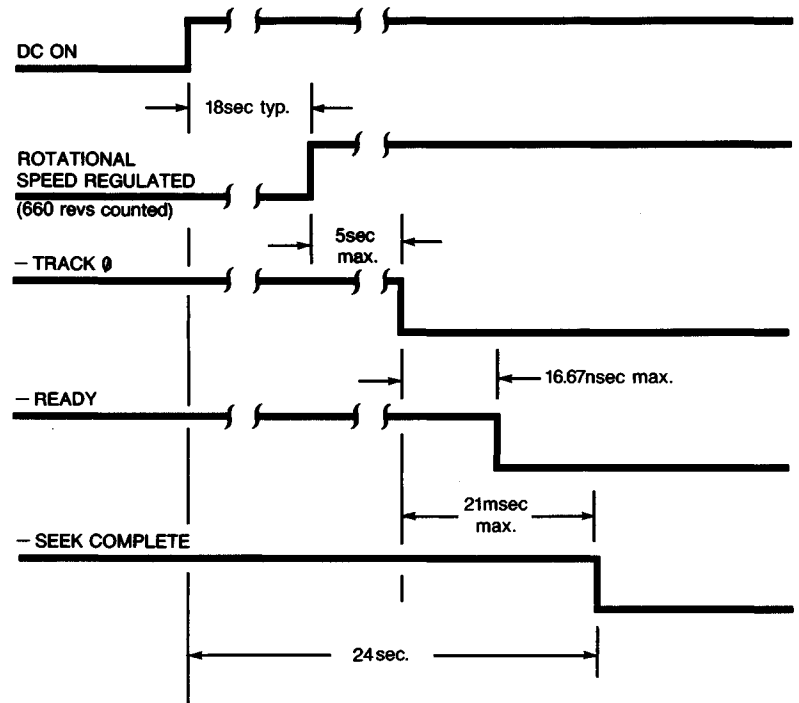 DC ON
18sec typ.
ROTATIONAL
SPEED REGULATED
(660 revs counted)
5sec
max.
– TRACK 0
16.67nsec max.
– READY
21msec
max.
– SEEK COMPLETE
24sec.